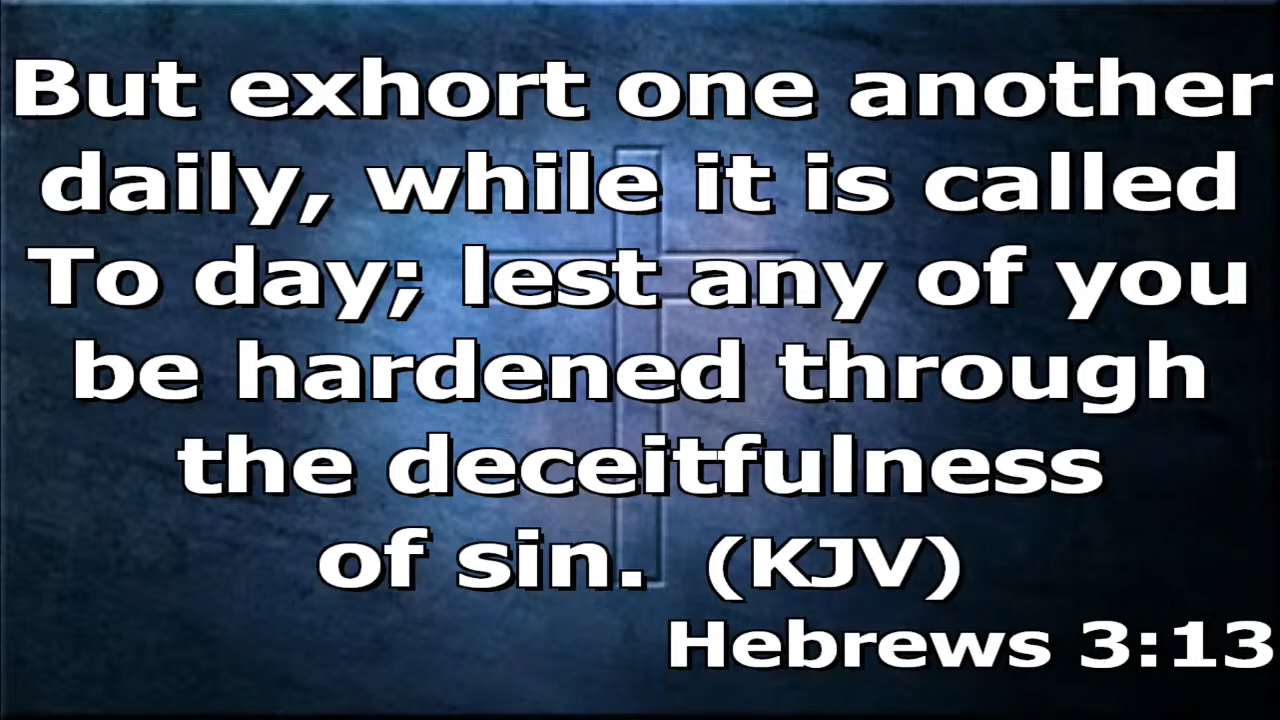 But exhort one another
daily, while it is called
To day; lest any of you
be hardened through
the deceitfulness
of sin. (KJV)
Hebrews 3:13